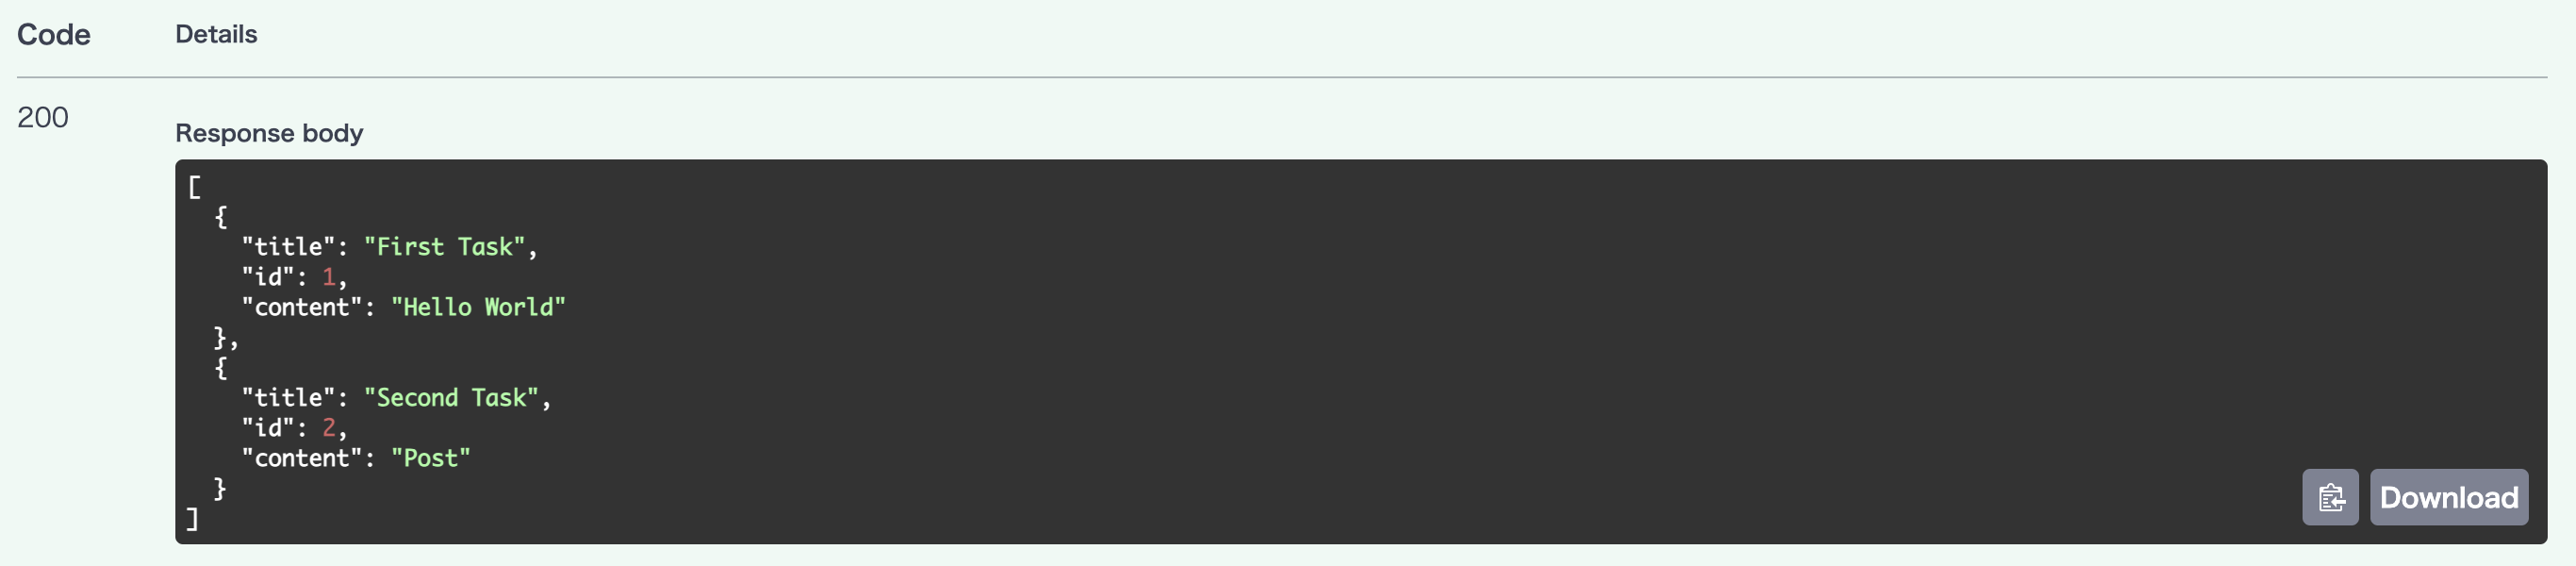 Code Details
200
Response body
[
  {
    "title": "First Task",
    "id": 1,
    "content": "Hello World"
  },
  {
    "title": "Second Task",
    "id": 2,
    "content": "Post"
  }
]
Download